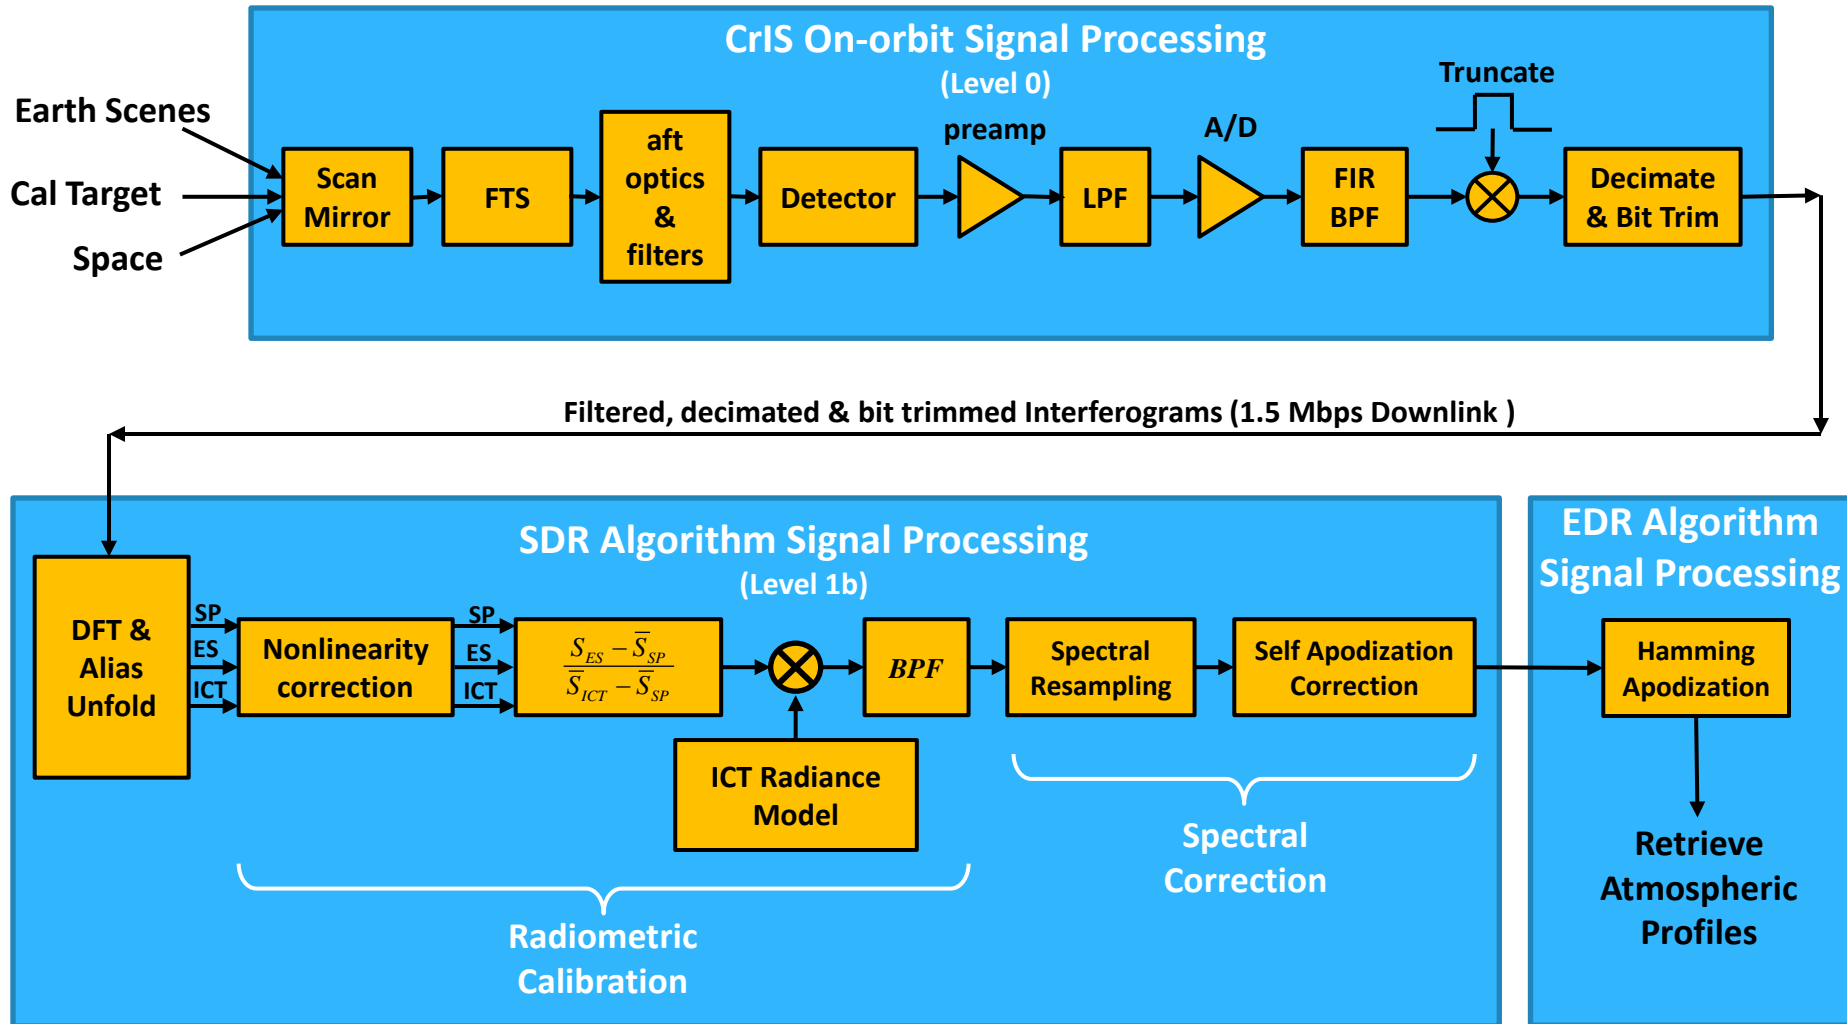 CrIS On-orbit Signal Processing
(Level 0)
Earth Scenes
Cal Target
Space
Scan
Mirror
FTS
aft
optics
&
filters
Detector
preamp
LPF
A/D
FIR
BPF
Truncate
Decimate
& Bit Trim
Filtered, decimated & bit trimmed Interferograms (1.5 Mbps Downlink )
SDR Algorithm Signal Processing
(Level 1b)
DFT &
Alias
Unfold
SP
ES
ICT
Nonlinearity
correction
SP
ES
ICT
S_ES − S̅_SP
S̅_ICT − S̅_SP
BPF
ICT Radiance
Model
Spectral
Resampling
Self Apodization
Correction
Radiometric
Calibration
Spectral
Correction
EDR Algorithm
Signal Processing
Hamming
Apodization
Retrieve
Atmospheric
Profiles